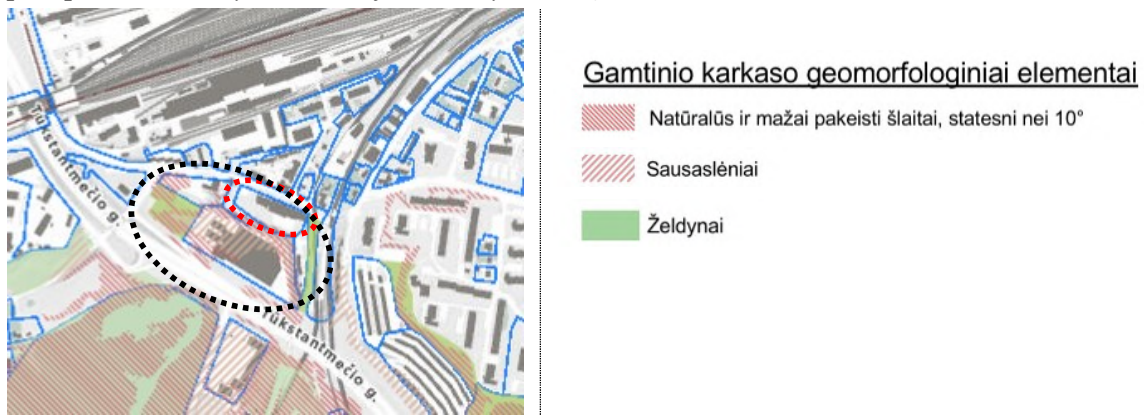 Tūkstantmečio g.
Tūkstantmečio g.
Gamtinio karkaso geomorfologiniai elementai
Natūralūs ir mažai pakeisti šlaitai, statesni nei 10°
Sausaslėniai
Želdynai